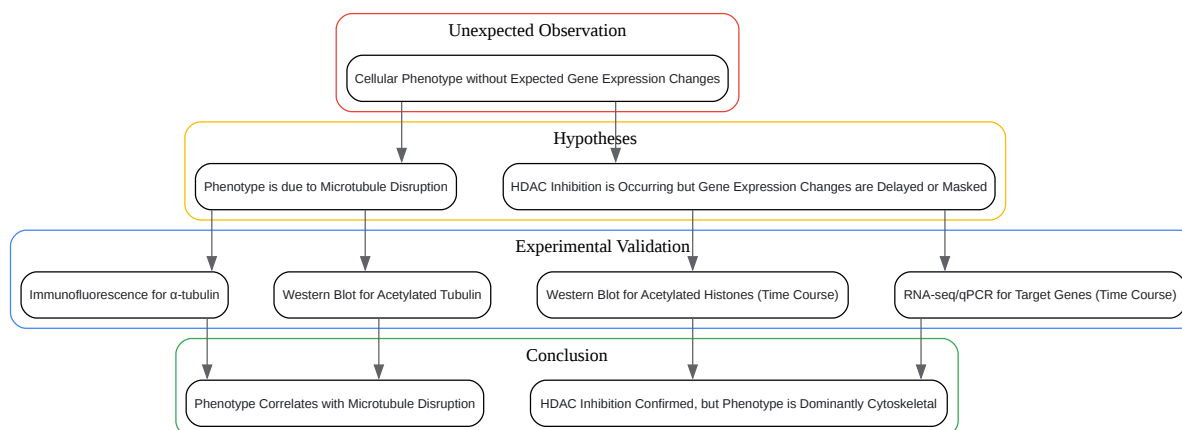 Unexpected Observation
Cellular Phenotype without Expected Gene Expression Changes
Hypotheses
Phenotype is due to Microtubule Disruption
HDAC Inhibition is Occurring but Gene Expression Changes are Delayed or Masked
Experimental Validation
Immunofluorescence for α-tubulin
Western Blot for Acetylated Tubulin
Western Blot for Acetylated Histones (Time Course)
RNA-seq/qPCR for Target Genes (Time Course)
Conclusion
Phenotype Correlates with Microtubule Disruption
HDAC Inhibition Confirmed, but Phenotype is Dominantly Cytoskeletal